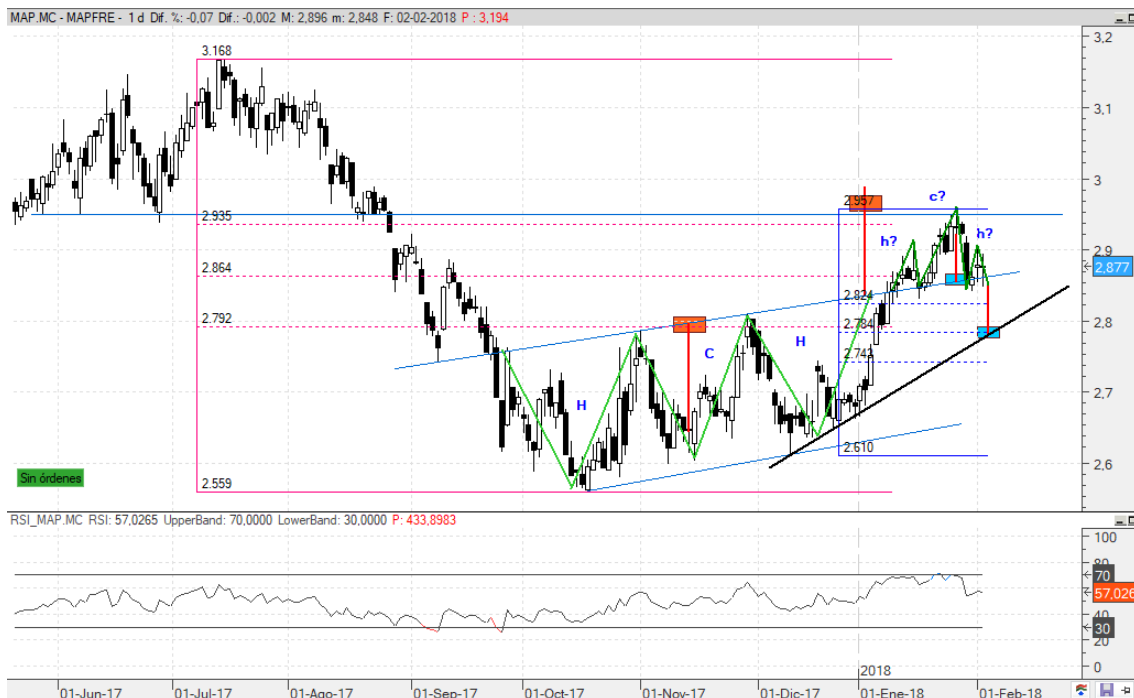 MAP.MC - MAPFRE - 1 d Dif. %: -0,07 Dif.: -0,002 M: 2,896 m: 2,848 F: 02-02-2018 P : 3,194
3,2
3.168
3,1
3
2.957
c?
2.935
h?
h?
2,9
2.864
2,877
2.824
2,8
2.792
2.784
C
H
2.742
2,7
H
2.610
2,6
Sin órdenes
2.559
RSI_MAP.MC RSI: 57,0265 UpperBand: 70,0000 LowerBand: 30,0000 P: 433,8983
100
80
70
57,026
40
30
20
0
2018
01-Jun-17 01-Jul-17 01-Ago-17 01-Sep-17 01-Oct-17 01-Nov-17 01-Dic-17 01-Ene-18 01-Feb-18